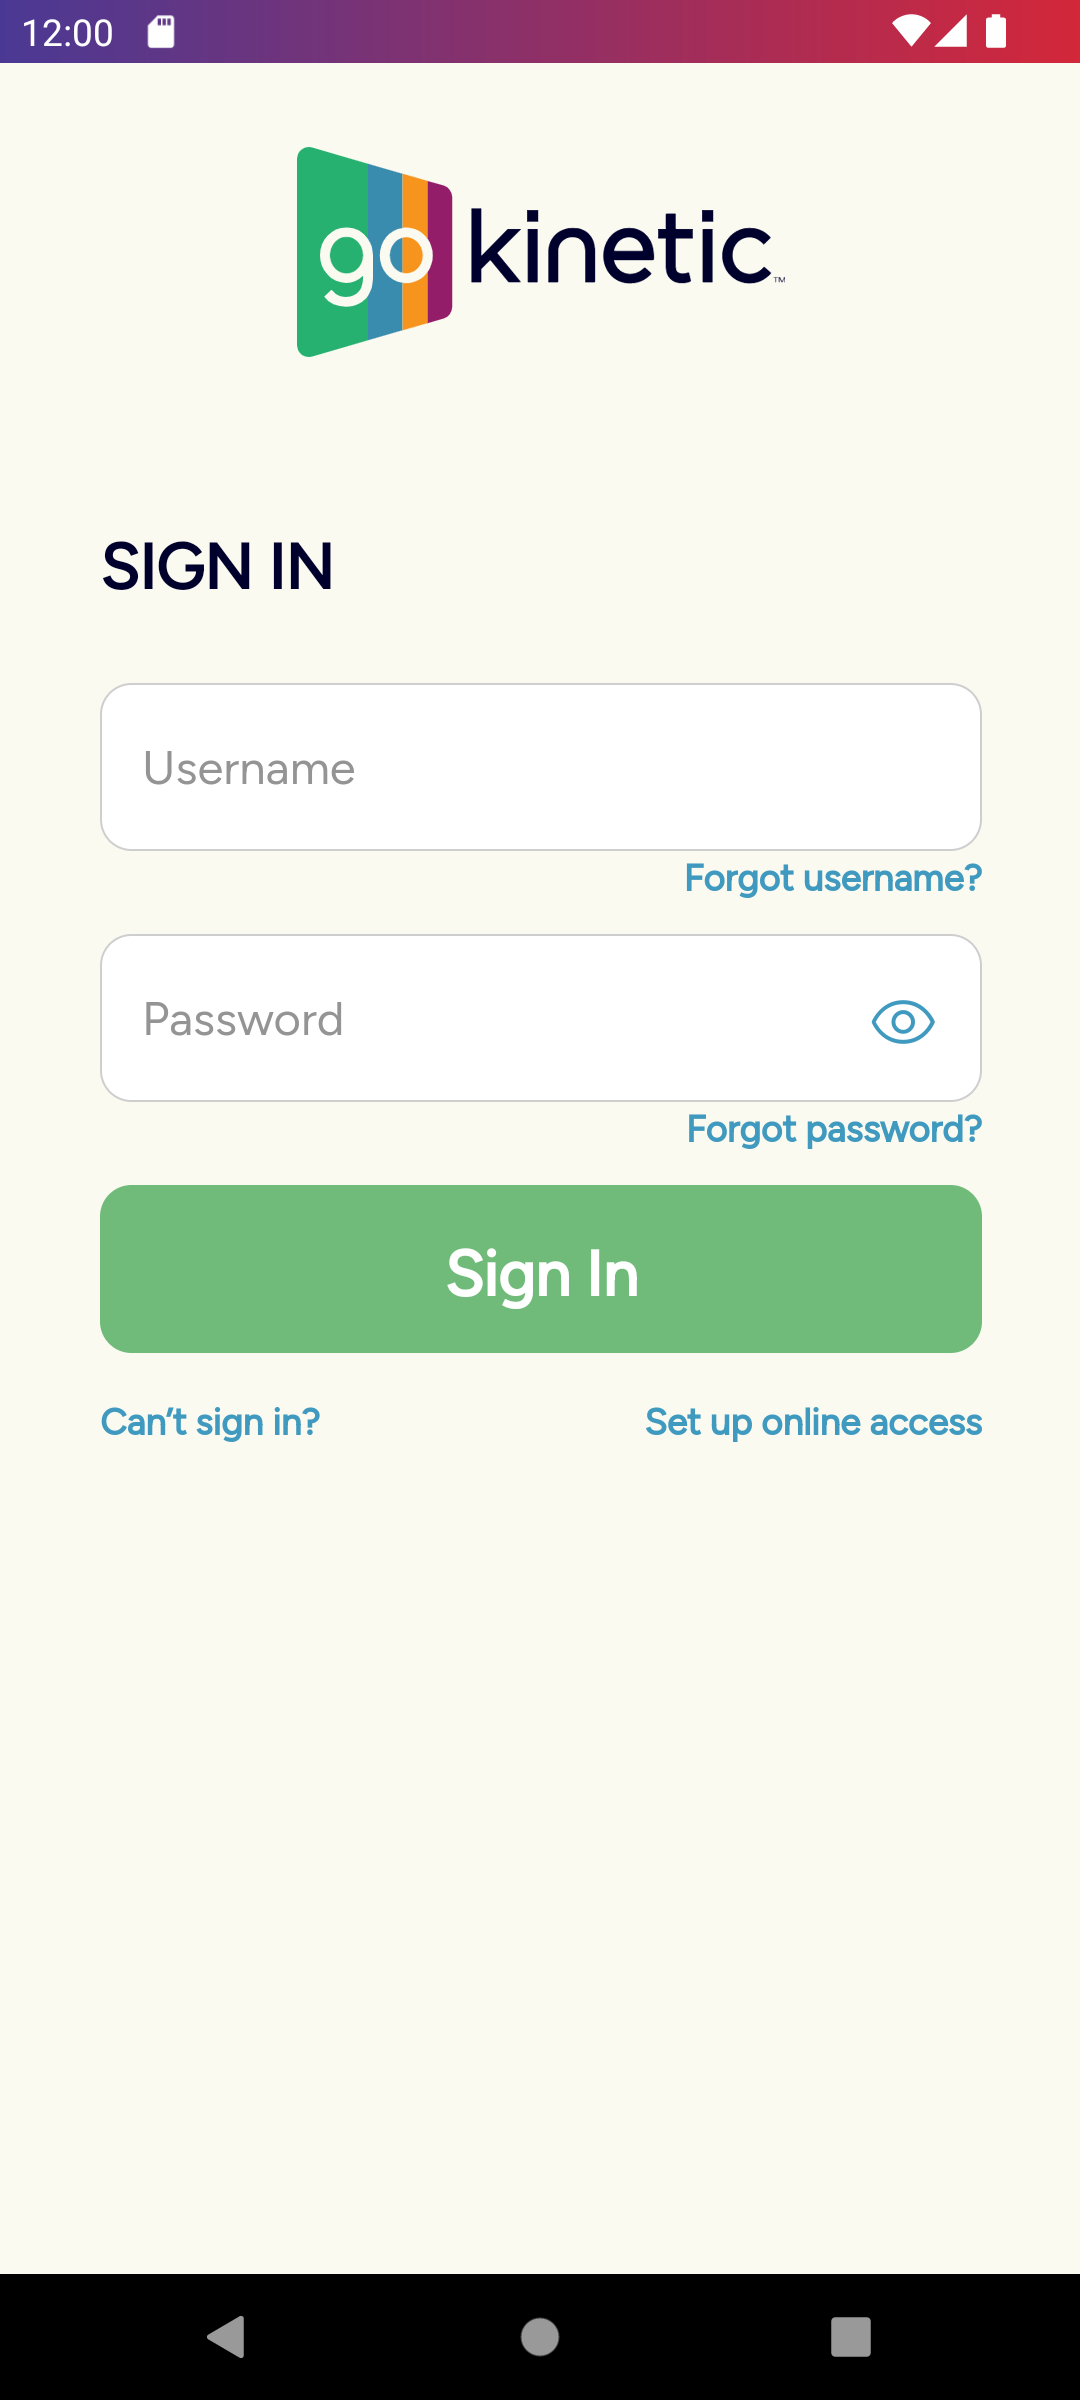 12:00
go kinetic™
SIGN IN
Username
Forgot username?
Password
Forgot password?
Sign In
Can't sign in?
Set up online access